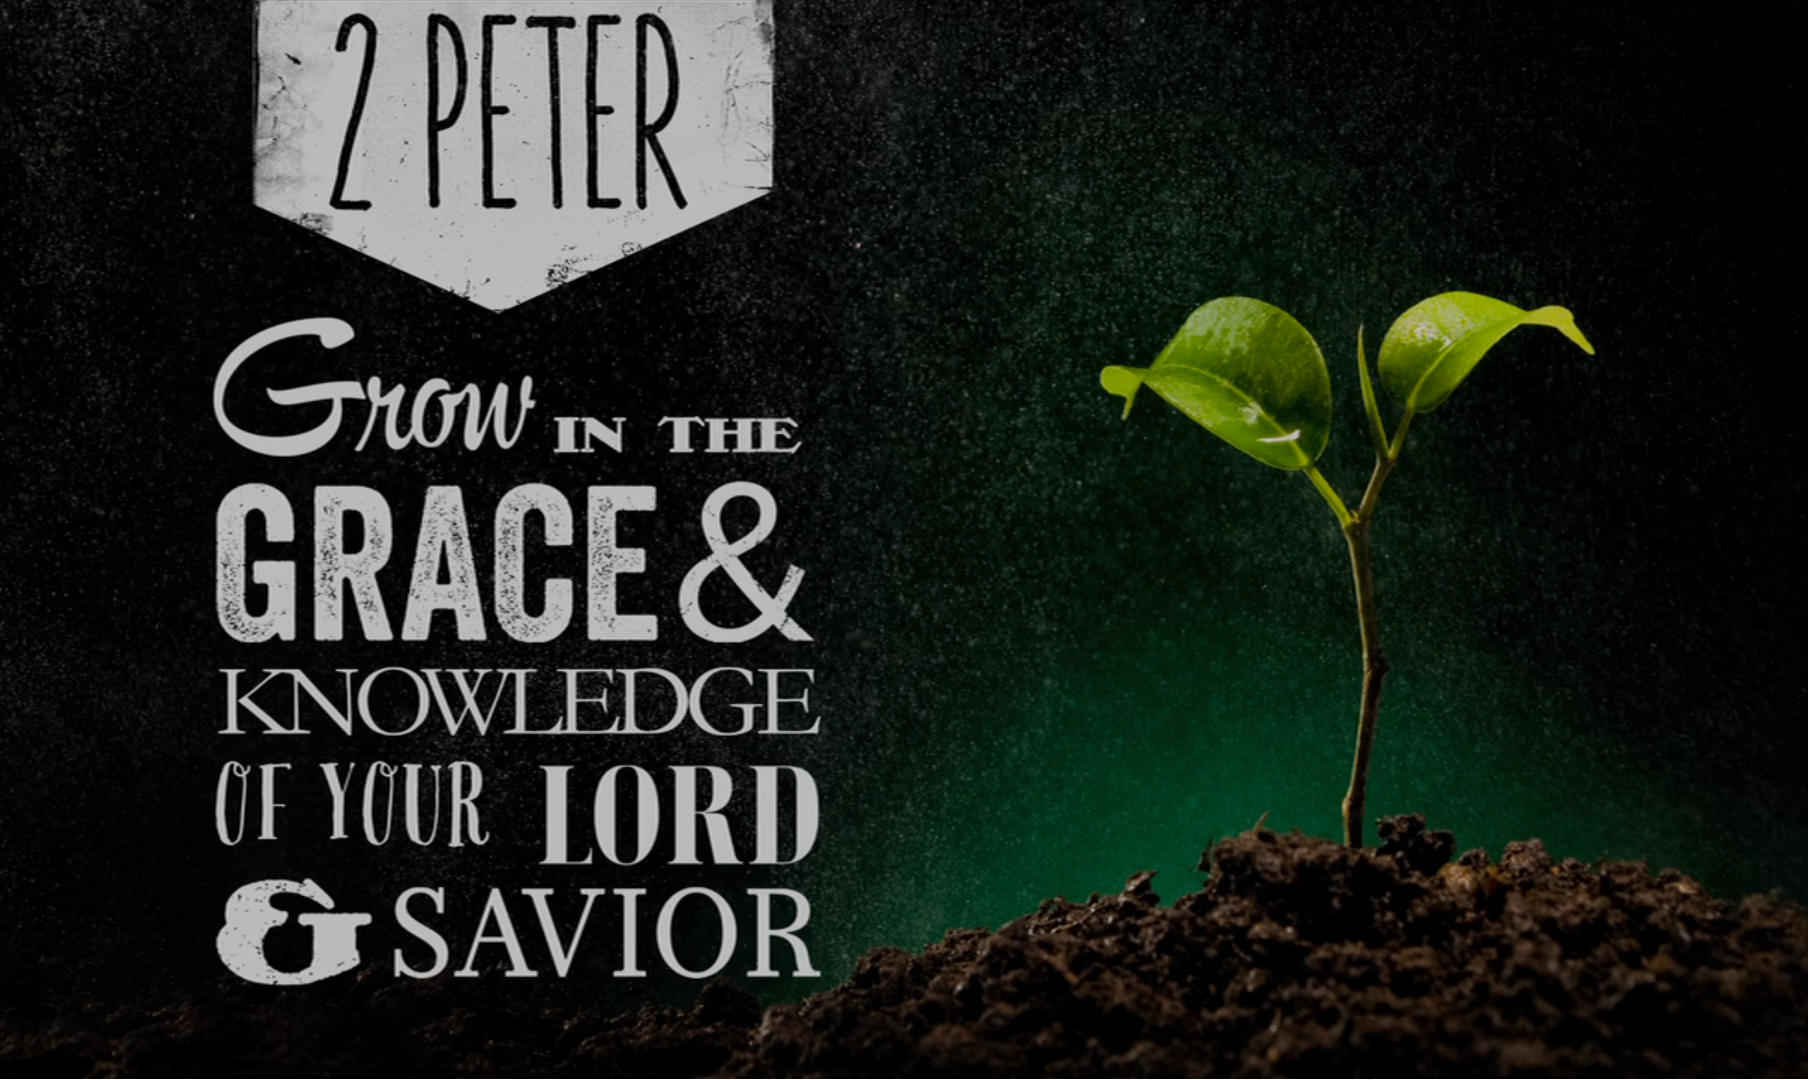 2 PETER
Grow IN THE
GRACE &
KNOWLEDGE
OF YOUR LORD
& SAVIOR